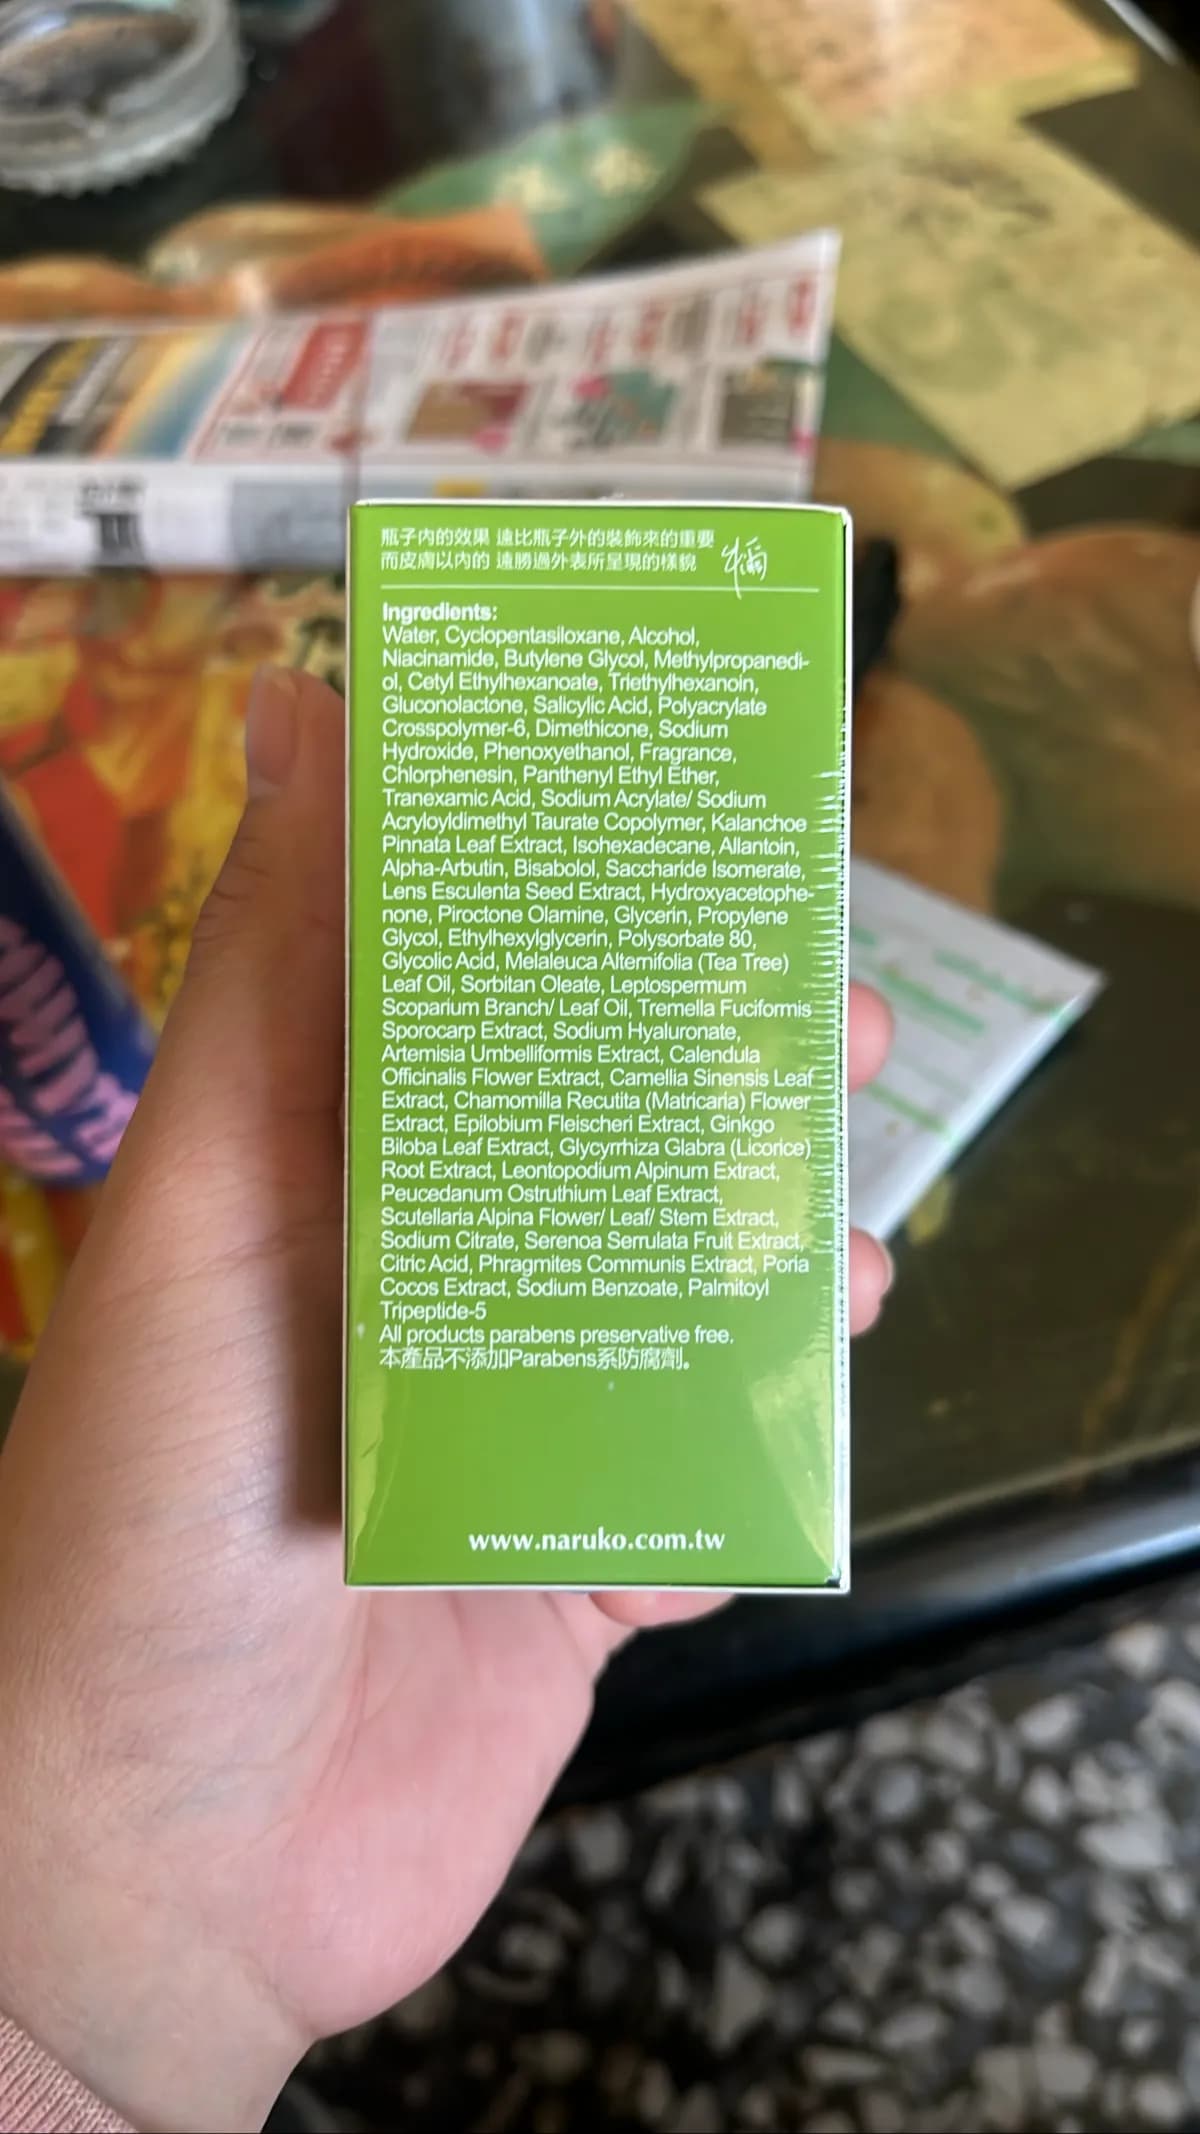 瓶子內的效果 遠比瓶子外的裝飾來的重要
而皮膚以內的 遠勝過外表所呈現的樣貌
牛爾
Ingredients:
Water, Cyclopentasiloxane, Alcohol,
Niacinamide, Butylene Glycol, Methylpropanedi-
ol, Cetyl Ethylhexanoate, Triethylhexanoin,
Gluconolactone, Salicylic Acid, Polyacrylate
Crosspolymer-6, Dimethicone, Sodium
Hydroxide, Phenoxyethanol, Fragrance,
Chlorphenesin, Panthenyl Ethyl Ether,
Tranexamic Acid, Sodium Acrylate/ Sodium
Acryloyldimethyl Taurate Copolymer, Kalanchoe
Pinnata Leaf Extract, Isohexadecane, Allantoin,
Alpha-Arbutin, Bisabolol, Saccharide Isomerate,
Lens Esculenta Seed Extract, Hydroxyacetophe-
none, Piroctone Olamine, Glycerin, Propylene
Glycol, Ethylhexylglycerin, Polysorbate 80,
Glycolic Acid, Melaleuca Alternifolia (Tea Tree)
Leaf Oil, Sorbitan Oleate, Leptospermum
Scoparium Branch/ Leaf Oil, Tremella Fuciformis
Sporocarp Extract, Sodium Hyaluronate,
Artemisia Umbelliformis Extract, Calendula
Officinalis Flower Extract, Camellia Sinensis Leaf
Extract, Chamomilla Recutita (Matricaria) Flower
Extract, Epilobium Fleischeri Extract, Ginkgo
Biloba Leaf Extract, Glycyrrhiza Glabra (Licorice)
Root Extract, Leontopodium Alpinum Extract,
Peucedanum Ostruthium Leaf Extract,
Scutellaria Alpina Flower/ Leaf/ Stem Extract,
Sodium Citrate, Serenoa Serrulata Fruit Extract,
Citric Acid, Phragmites Communis Extract, Poria
Cocos Extract, Sodium Benzoate, Palmitoyl
Tripeptide-5
All products parabens preservative free.
本產品不添加Parabens系防腐劑。
www.naruko.com.tw